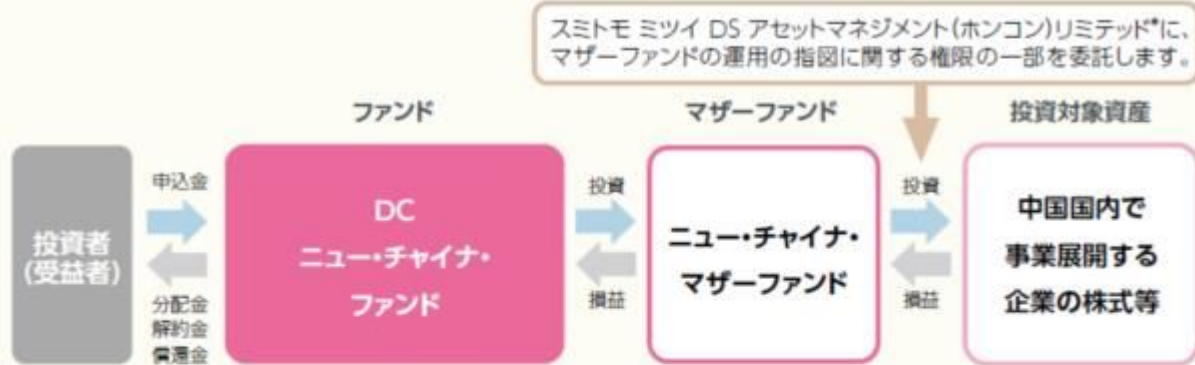 スミトモ ミツイ DS アセットマネジメント(ホンコン)リミテッド*に、
マザーファンドの運用の指図に関する権限の一部を委託します。
ファンド
マザーファンド
投資対象資産
投資者
(受益者)
申込金
分配金
解約金
償還金
DC
ニュー・チャイナ・
ファンド
投資
損益
ニュー・チャイナ・
マザーファンド
投資
損益
中国国内で
事業展開する
企業の株式等